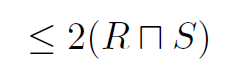 ≤ 2(R ⊓ S)